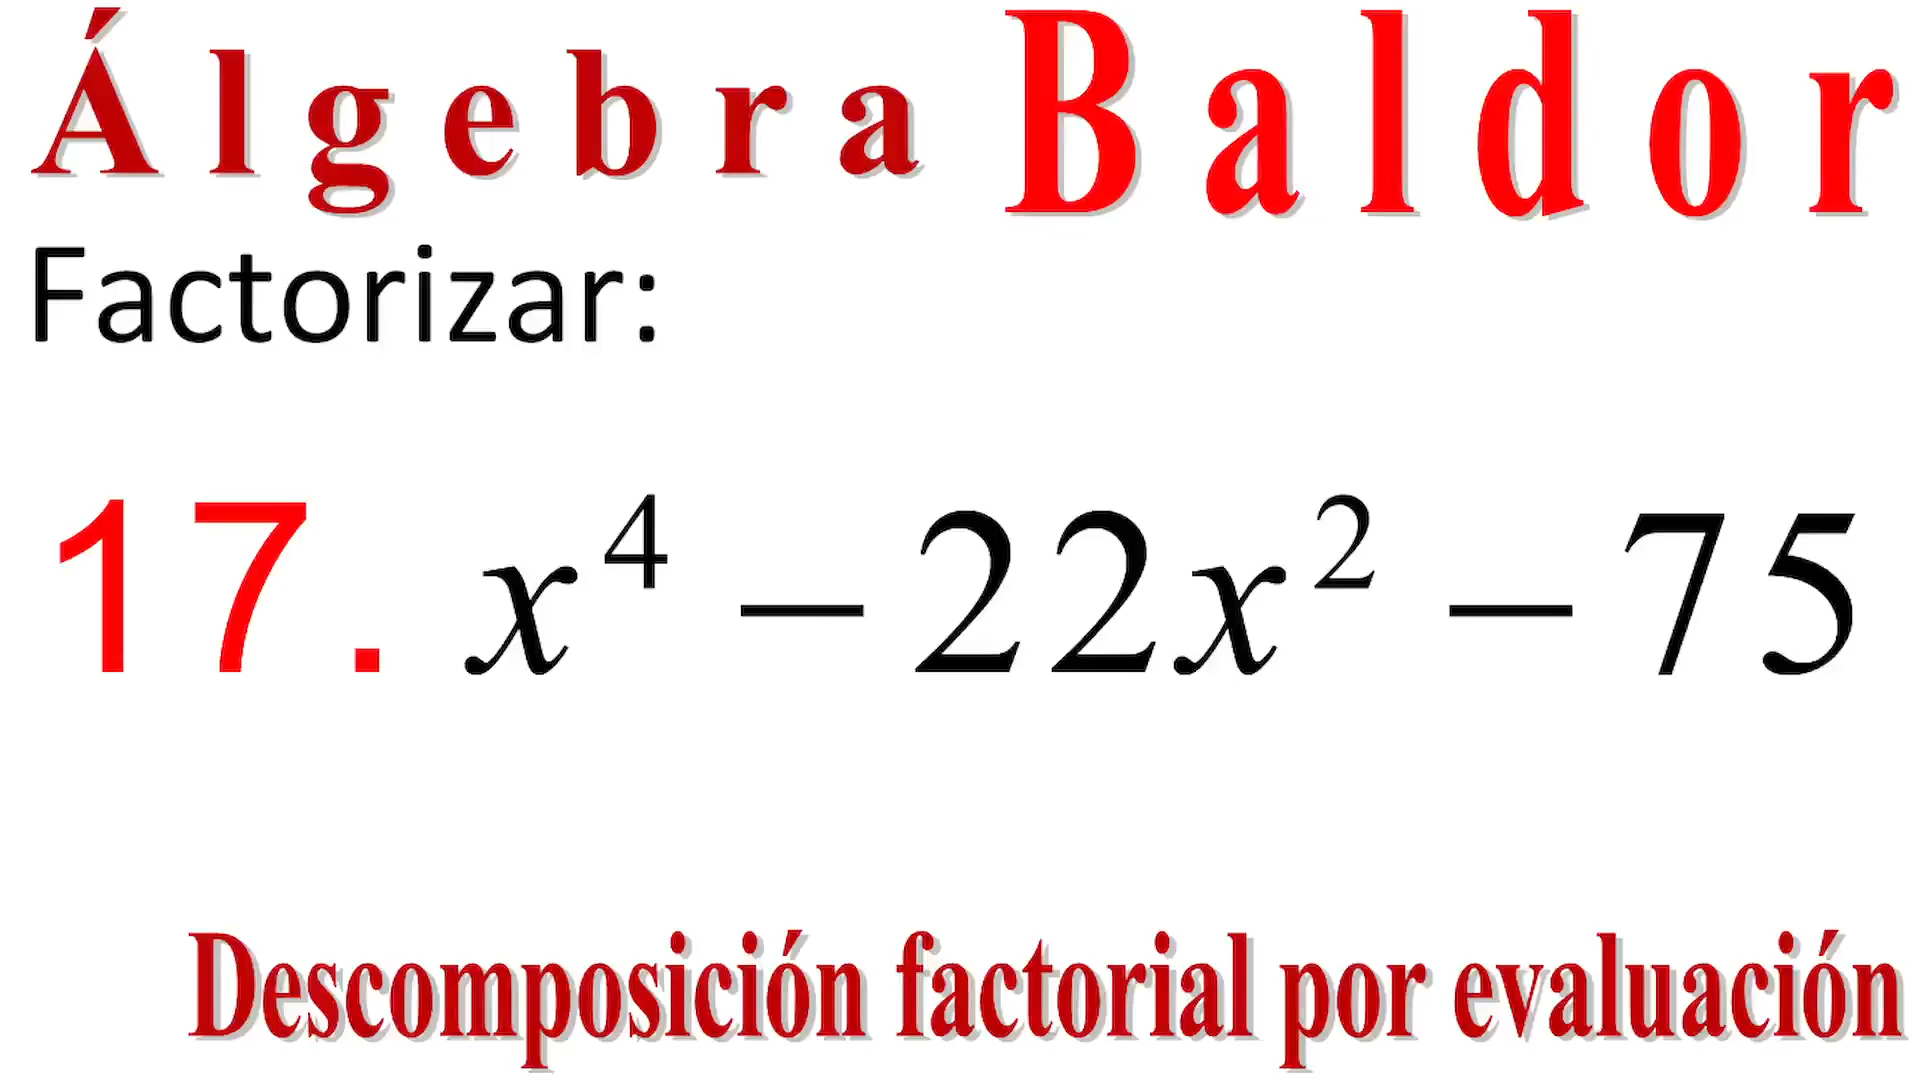 Álgebra Baldor
Factorizar:
17. x⁴ − 22x² − 75
Descomposición factorial por evaluación